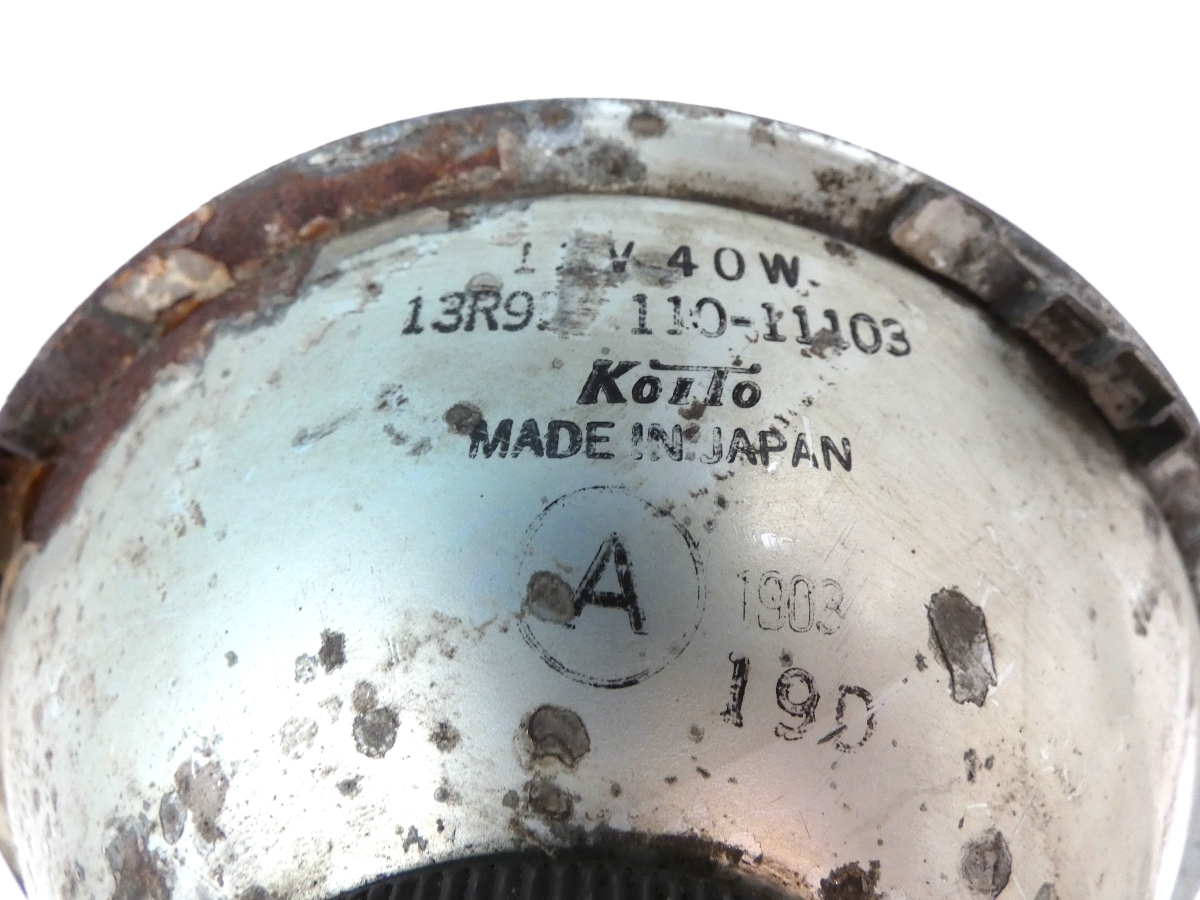 V 40W
110-11103
KOITO
MADE IN JAPAN
A
1903
19D